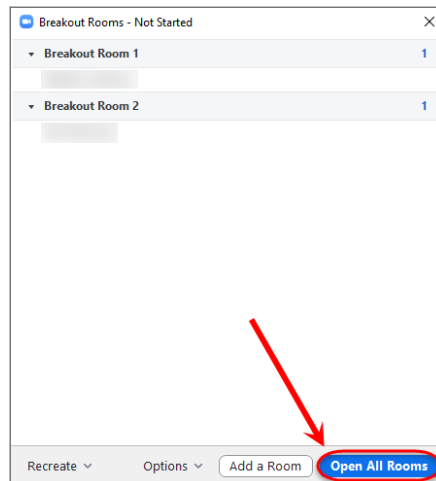 Breakout Rooms - Not Started
Breakout Room 1 1
Breakout Room 2 1
Recreate Options Add a Room Open All Rooms